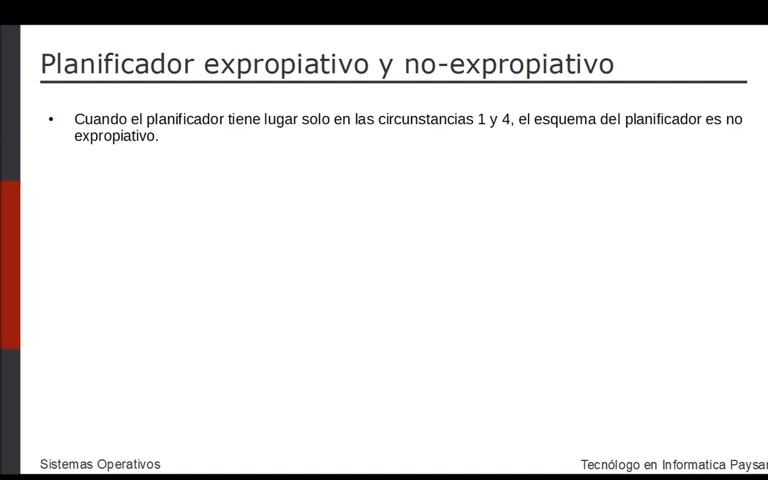 Planificador expropiativo y no-expropiativo
• Cuando el planificador tiene lugar solo en las circunstancias 1 y 4, el esquema del planificador es no
expropiativo.
Sistemas Operativos
Tecnólogo en Informatica Paysan